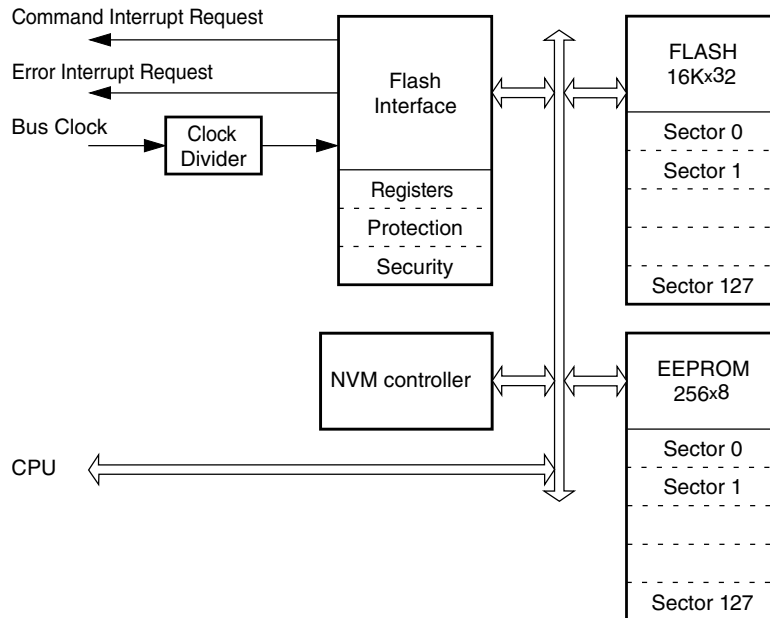 Command Interrupt Request
Error Interrupt Request
Bus Clock
Clock
Divider
Flash
Interface
Registers
Protection
Security
FLASH
16Kx32
Sector 0
Sector 1
Sector 127
NVM controller
EEPROM
256x8
Sector 0
Sector 1
Sector 127
CPU